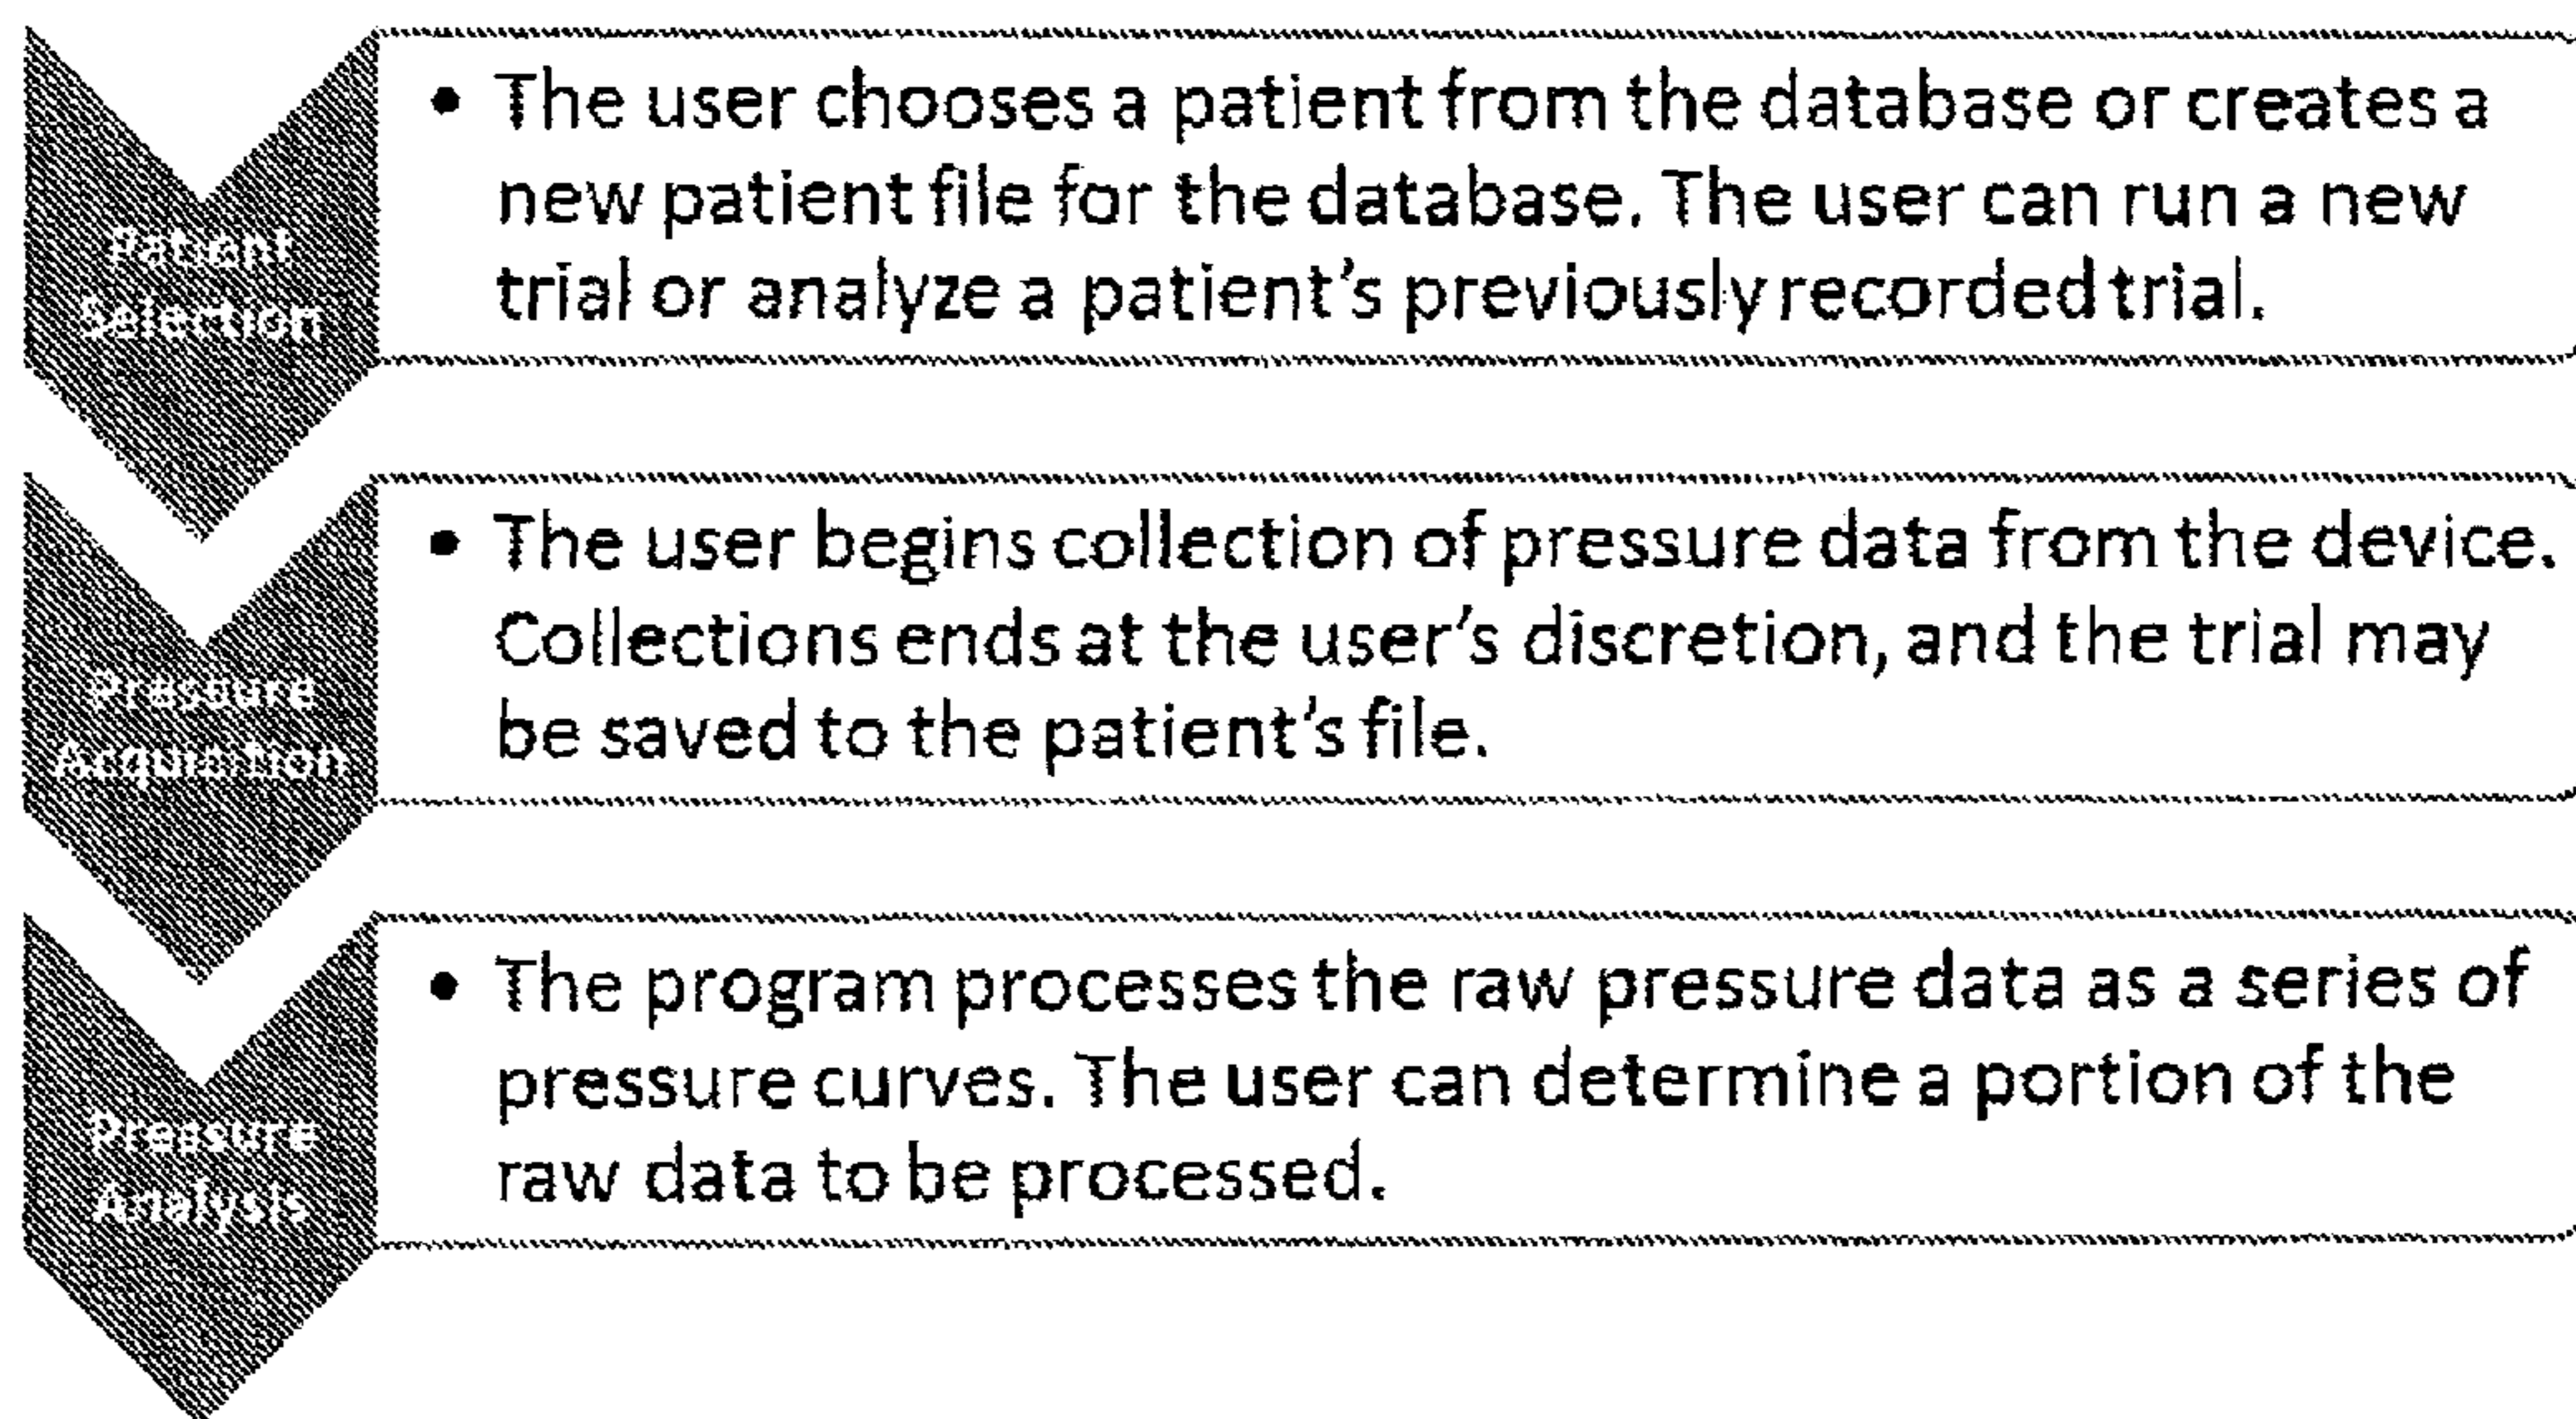 Patient
Selection
• The user chooses a patient from the database or creates a
new patient file for the database. The user can run a new
trial or analyze a patient's previously recorded trial.
Pressure
Acquisition
• The user begins collection of pressure data from the device.
Collections ends at the user's discretion, and the trial may
be saved to the patient's file.
Pressure
Analysis
• The program processes the raw pressure data as a series of
pressure curves. The user can determine a portion of the
raw data to be processed.